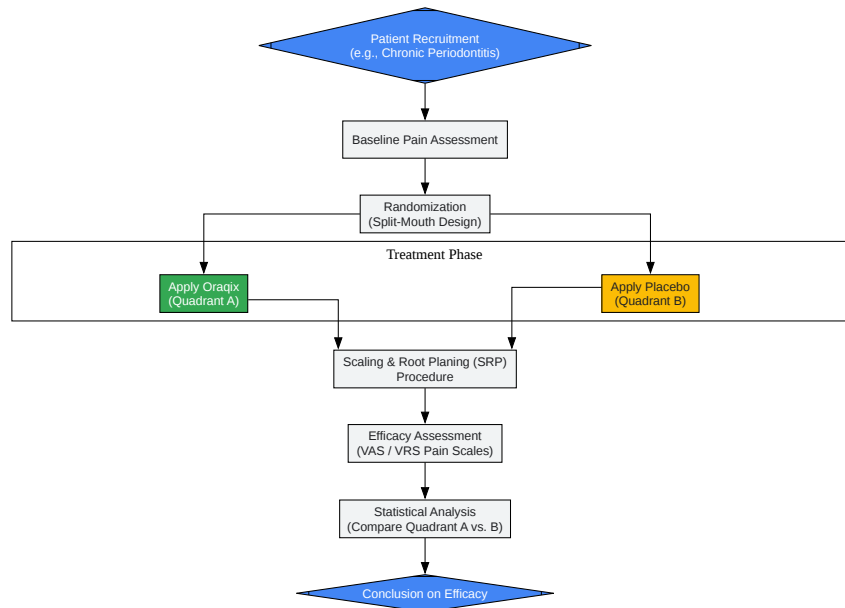 Patient Recruitment
(e.g., Chronic Periodontitis)
Baseline Pain Assessment
Randomization
(Split-Mouth Design)
Treatment Phase
Apply Oraqix
(Quadrant A)
Apply Placebo
(Quadrant B)
Scaling & Root Planing (SRP)
Procedure
Efficacy Assessment
(VAS / VRS Pain Scales)
Statistical Analysis
(Compare Quadrant A vs. B)
Conclusion on Efficacy